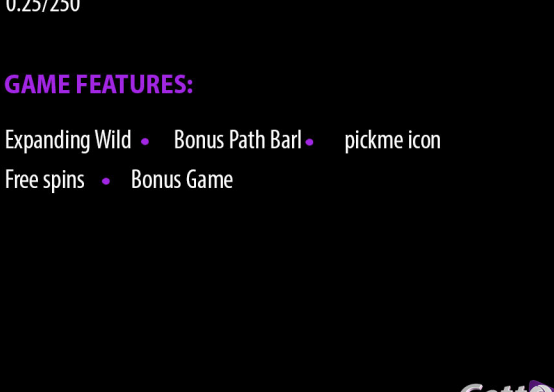 0.25/250
GAME FEATURES:
Expanding Wild • Bonus Path Barl • pickme icon
Free spins • Bonus Game